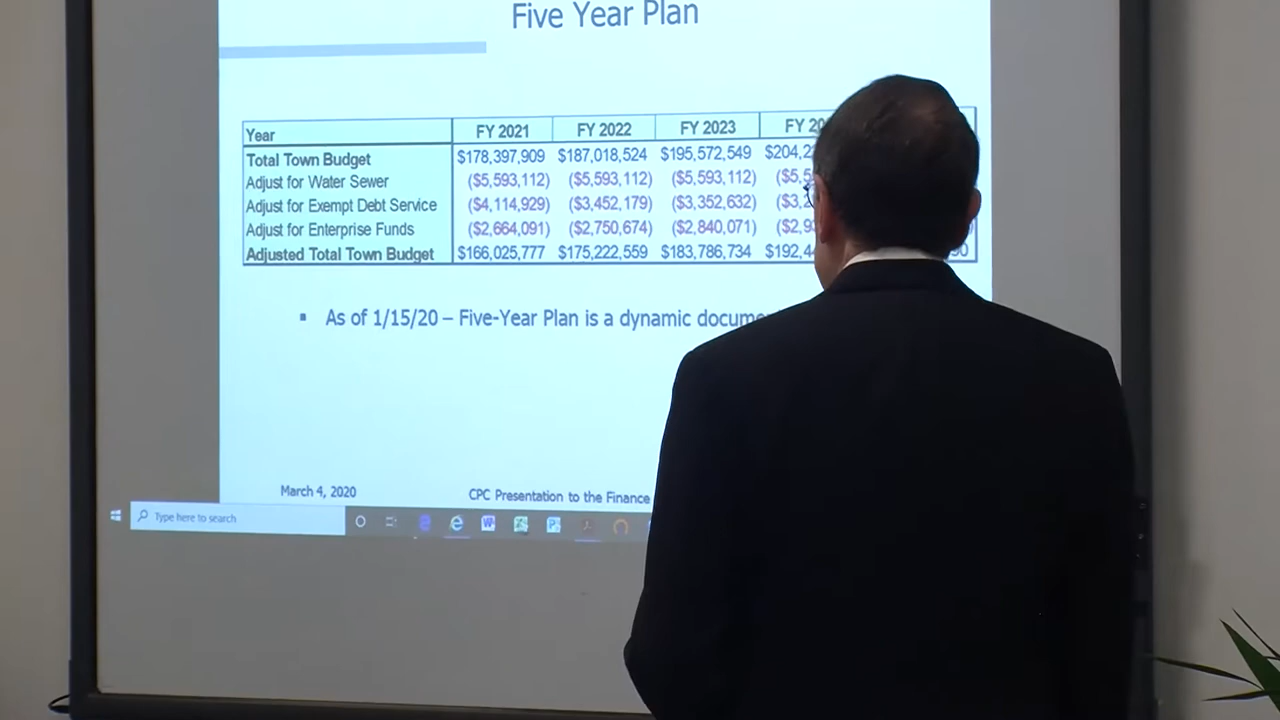 Five Year Plan
Year FY 2021 FY 2022 FY 2023 FY
Total Town Budget $178,397,909 $187,018,524 $195,572,549
Adjust for Water Sewer ($5,593,112) ($5,593,112) ($5,593,112)
Adjust for Exempt Debt Service ($4,114,929) ($3,452,179) ($3,352,632)
Adjust for Enterprise Funds ($2,664,091) ($2,750,674) ($2,840,071)
Adjusted Total Town Budget $166,025,777 $175,222,559 $183,786,734
▪ As of 1/15/20 – Five-Year Plan is a dynamic
March 4, 2020 CPC Presentation to the Finance
Type here to search